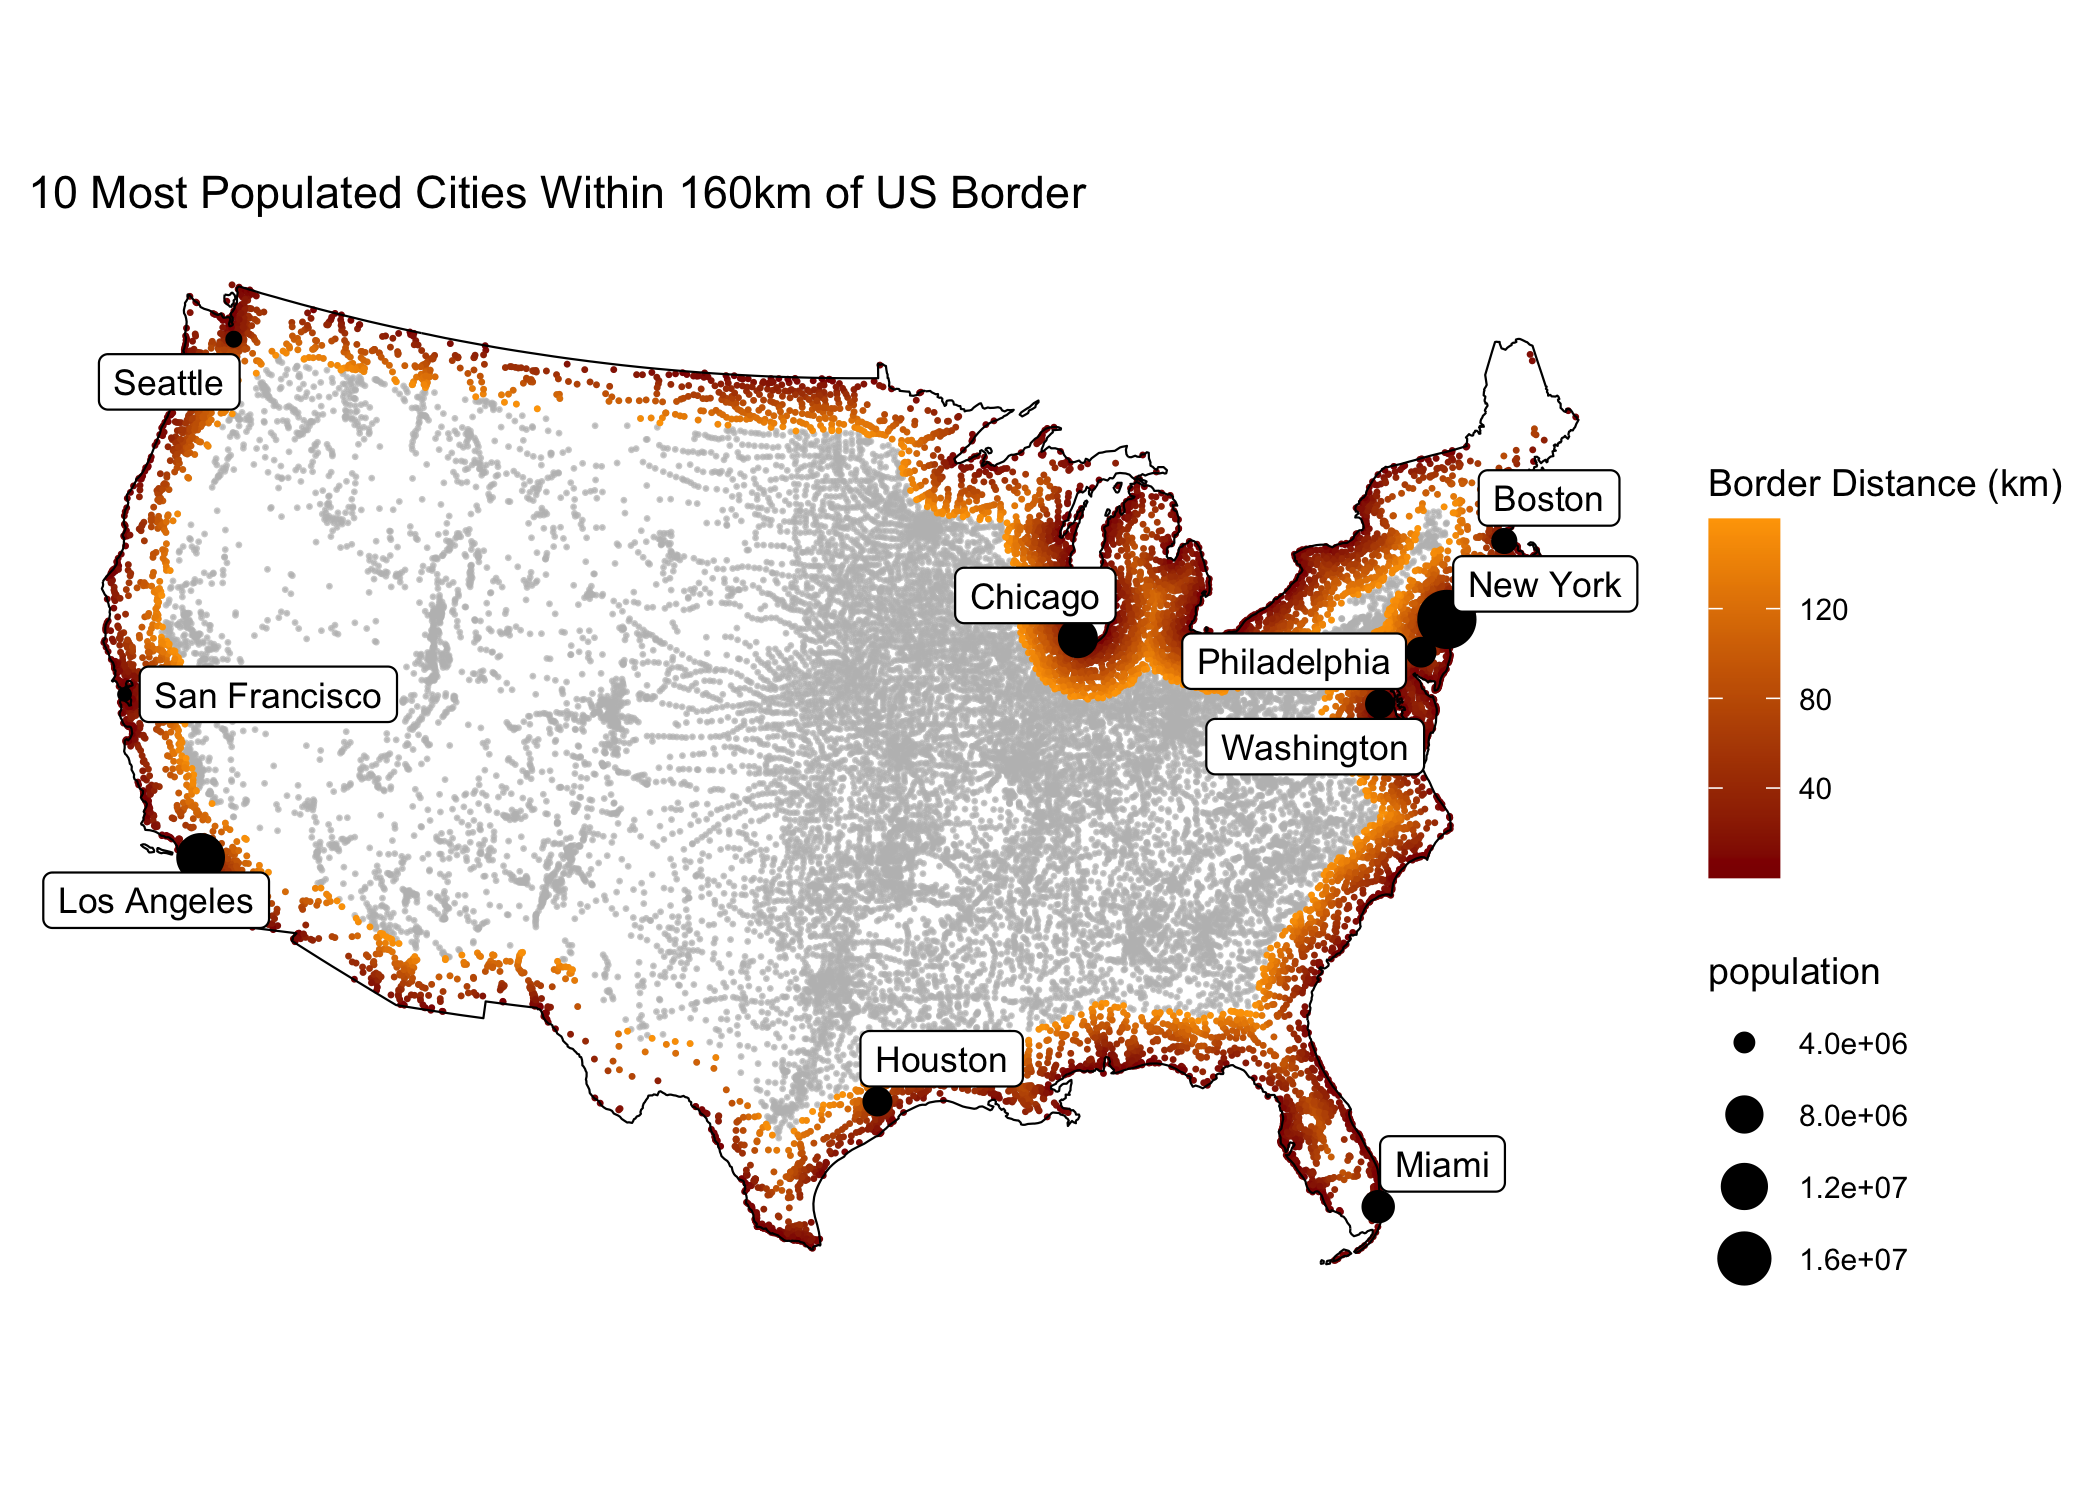 10 Most Populated Cities Within 160km of US Border
Seattle
Boston
New York
Chicago
Philadelphia
San Francisco
Washington
Los Angeles
Houston
Miami
Border Distance (km)
120
80
40
population
4.0e+06
8.0e+06
1.2e+07
1.6e+07